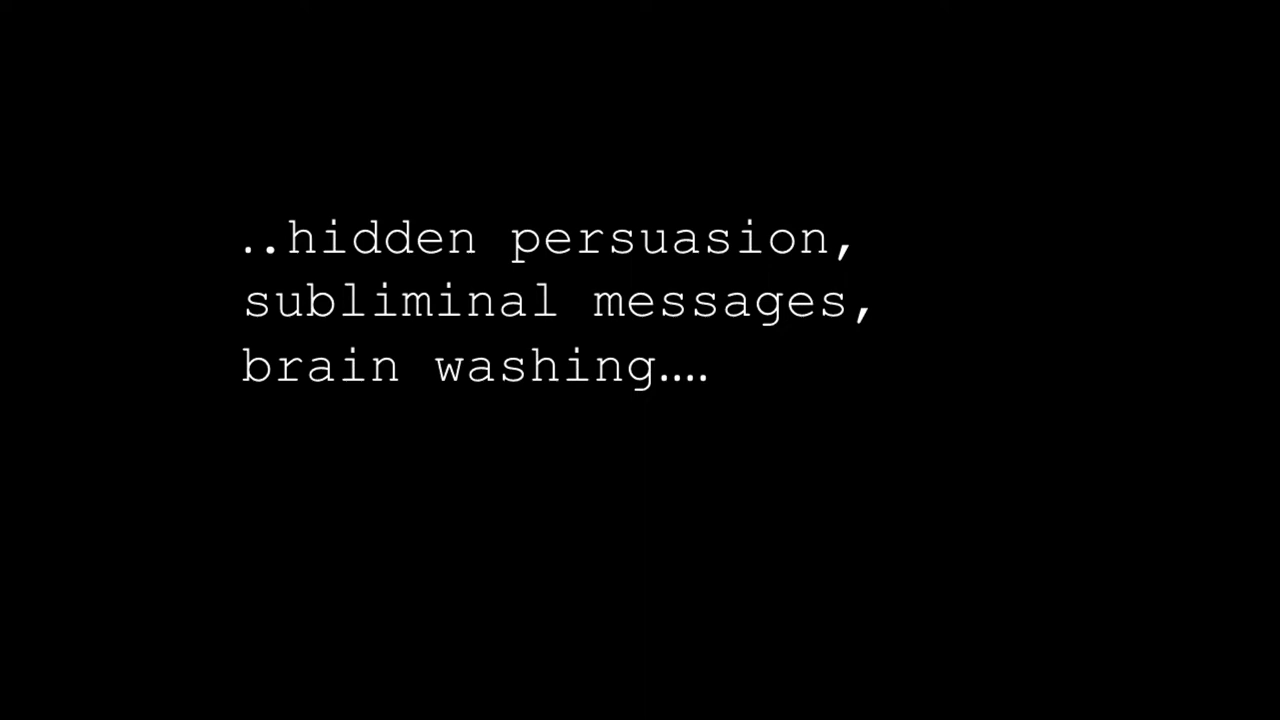 ..hidden persuasion,
subliminal messages,
brain washing....